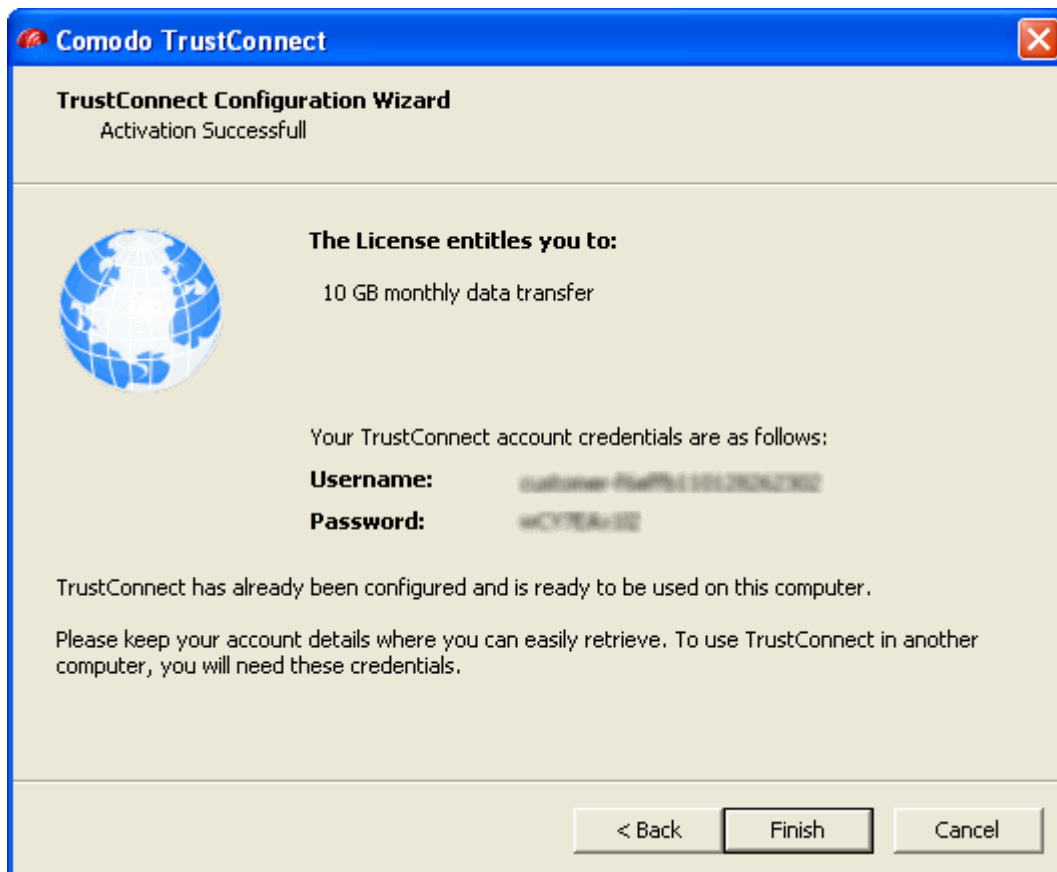 Comodo TrustConnect
TrustConnect Configuration Wizard
Activation Successfull
The License entitles you to:
10 GB monthly data transfer
Your TrustConnect account credentials are as follows:
Username:
Password:
TrustConnect has already been configured and is ready to be used on this computer.
Please keep your account details where you can easily retrieve. To use TrustConnect in another
computer, you will need these credentials.
< Back
Finish
Cancel